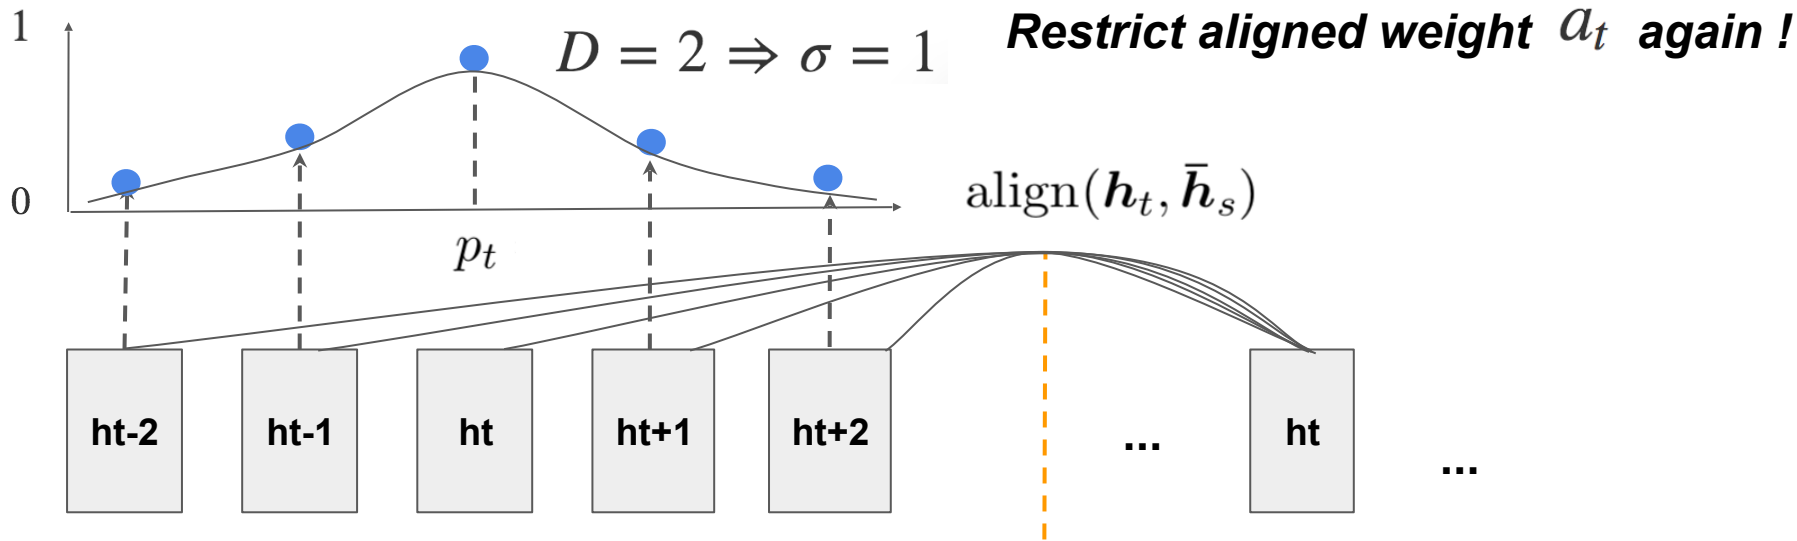 1
D = 2 ⇒ σ = 1
Restrict aligned weight a_t again !
0
p_t
align(h_t, h̄_s)
ht-2
ht-1
ht
ht+1
ht+2
...
ht
...